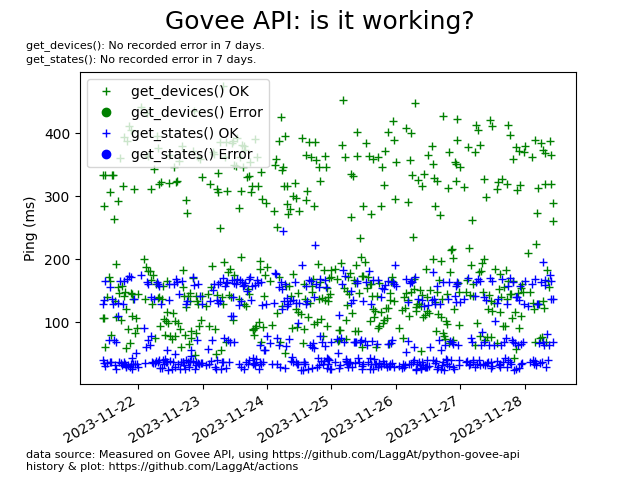 Govee API: is it working?
get_devices(): No recorded error in 7 days.
get_states(): No recorded error in 7 days.
get_devices() OK
get_devices() Error
get_states() OK
get_states() Error
Ping (ms)
400
300
200
100
2023-11-22
2023-11-23
2023-11-24
2023-11-25
2023-11-26
2023-11-27
2023-11-28
data source: Measured on Govee API, using https://github.com/LaggAt/python-govee-api
history & plot: https://github.com/LaggAt/actions